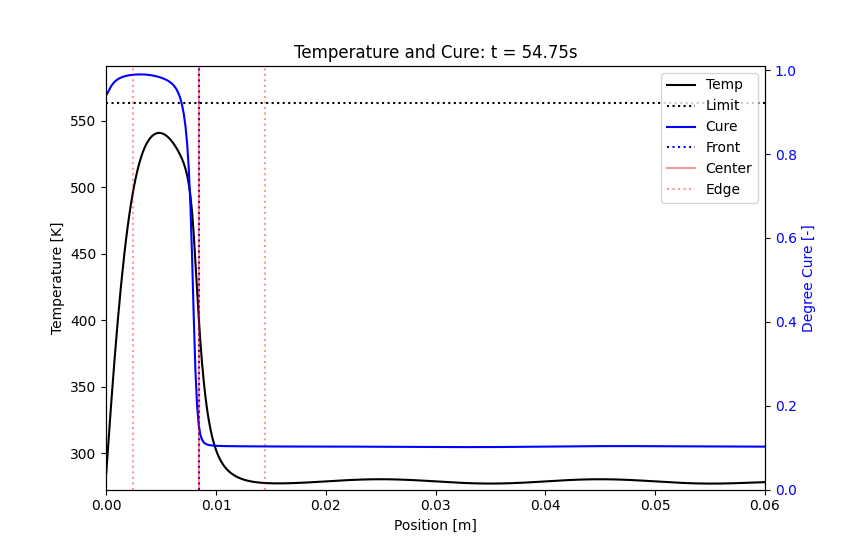 Temperature and Cure: t = 54.75s
Temperature [K]
550
500
450
400
350
300
1.0
0.8
0.6
0.4
0.2
0.0
Degree Cure [-]
Temp
Limit
Cure
Front
Center
Edge
0.00 0.01 0.02 0.03 0.04 0.05 0.06
Position [m]